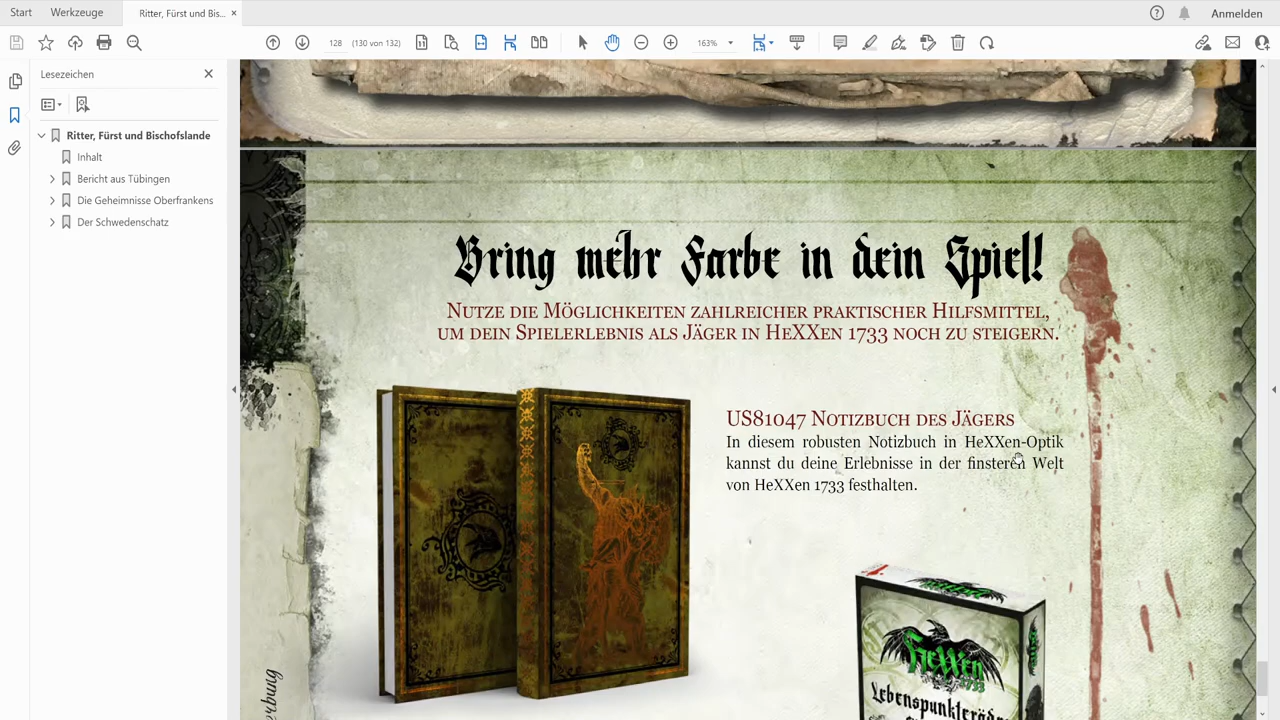 Start
Werkzeuge
Ritter, Fürst und Bis...
Anmelden
128
(130 von 132)
163%
Lesezeichen
Ritter, Fürst und Bischofslande
Inhalt
Bericht aus Tübingen
Die Geheimnisse Oberfrankens
Der Schwedenschatz
Bring mehr Farbe in dein Spiel!
Nutze die Möglichkeiten zahlreicher praktischer Hilfsmittel,
um dein Spielerlebnis als Jäger in HeXXen 1733 noch zu steigern.
US81047 Notizbuch des Jägers
In diesem robusten Notizbuch in HeXXen-Optik
kannst du deine Erlebnisse in der finsteren Welt
von HeXXen 1733 festhalten.
HeXXen
1733